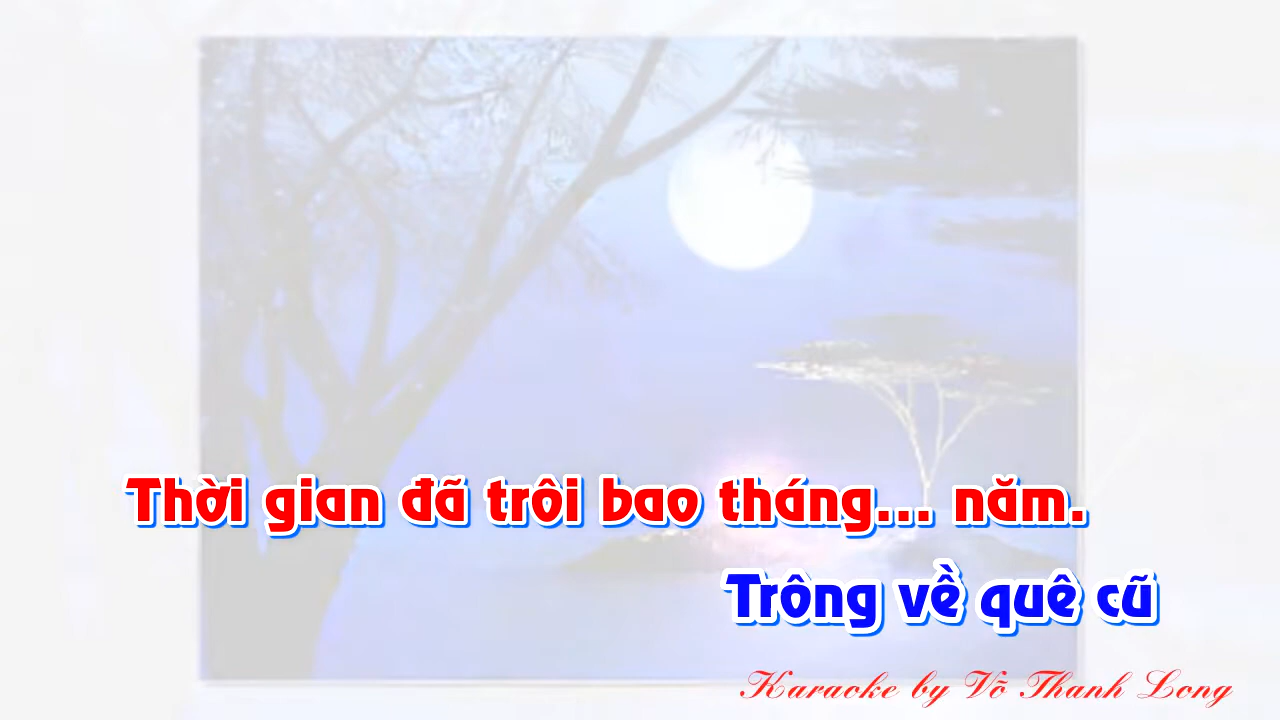 Thời gian đã trôi bao tháng... năm.
Trông về quê cũ
Karaoke by Võ Thanh Long